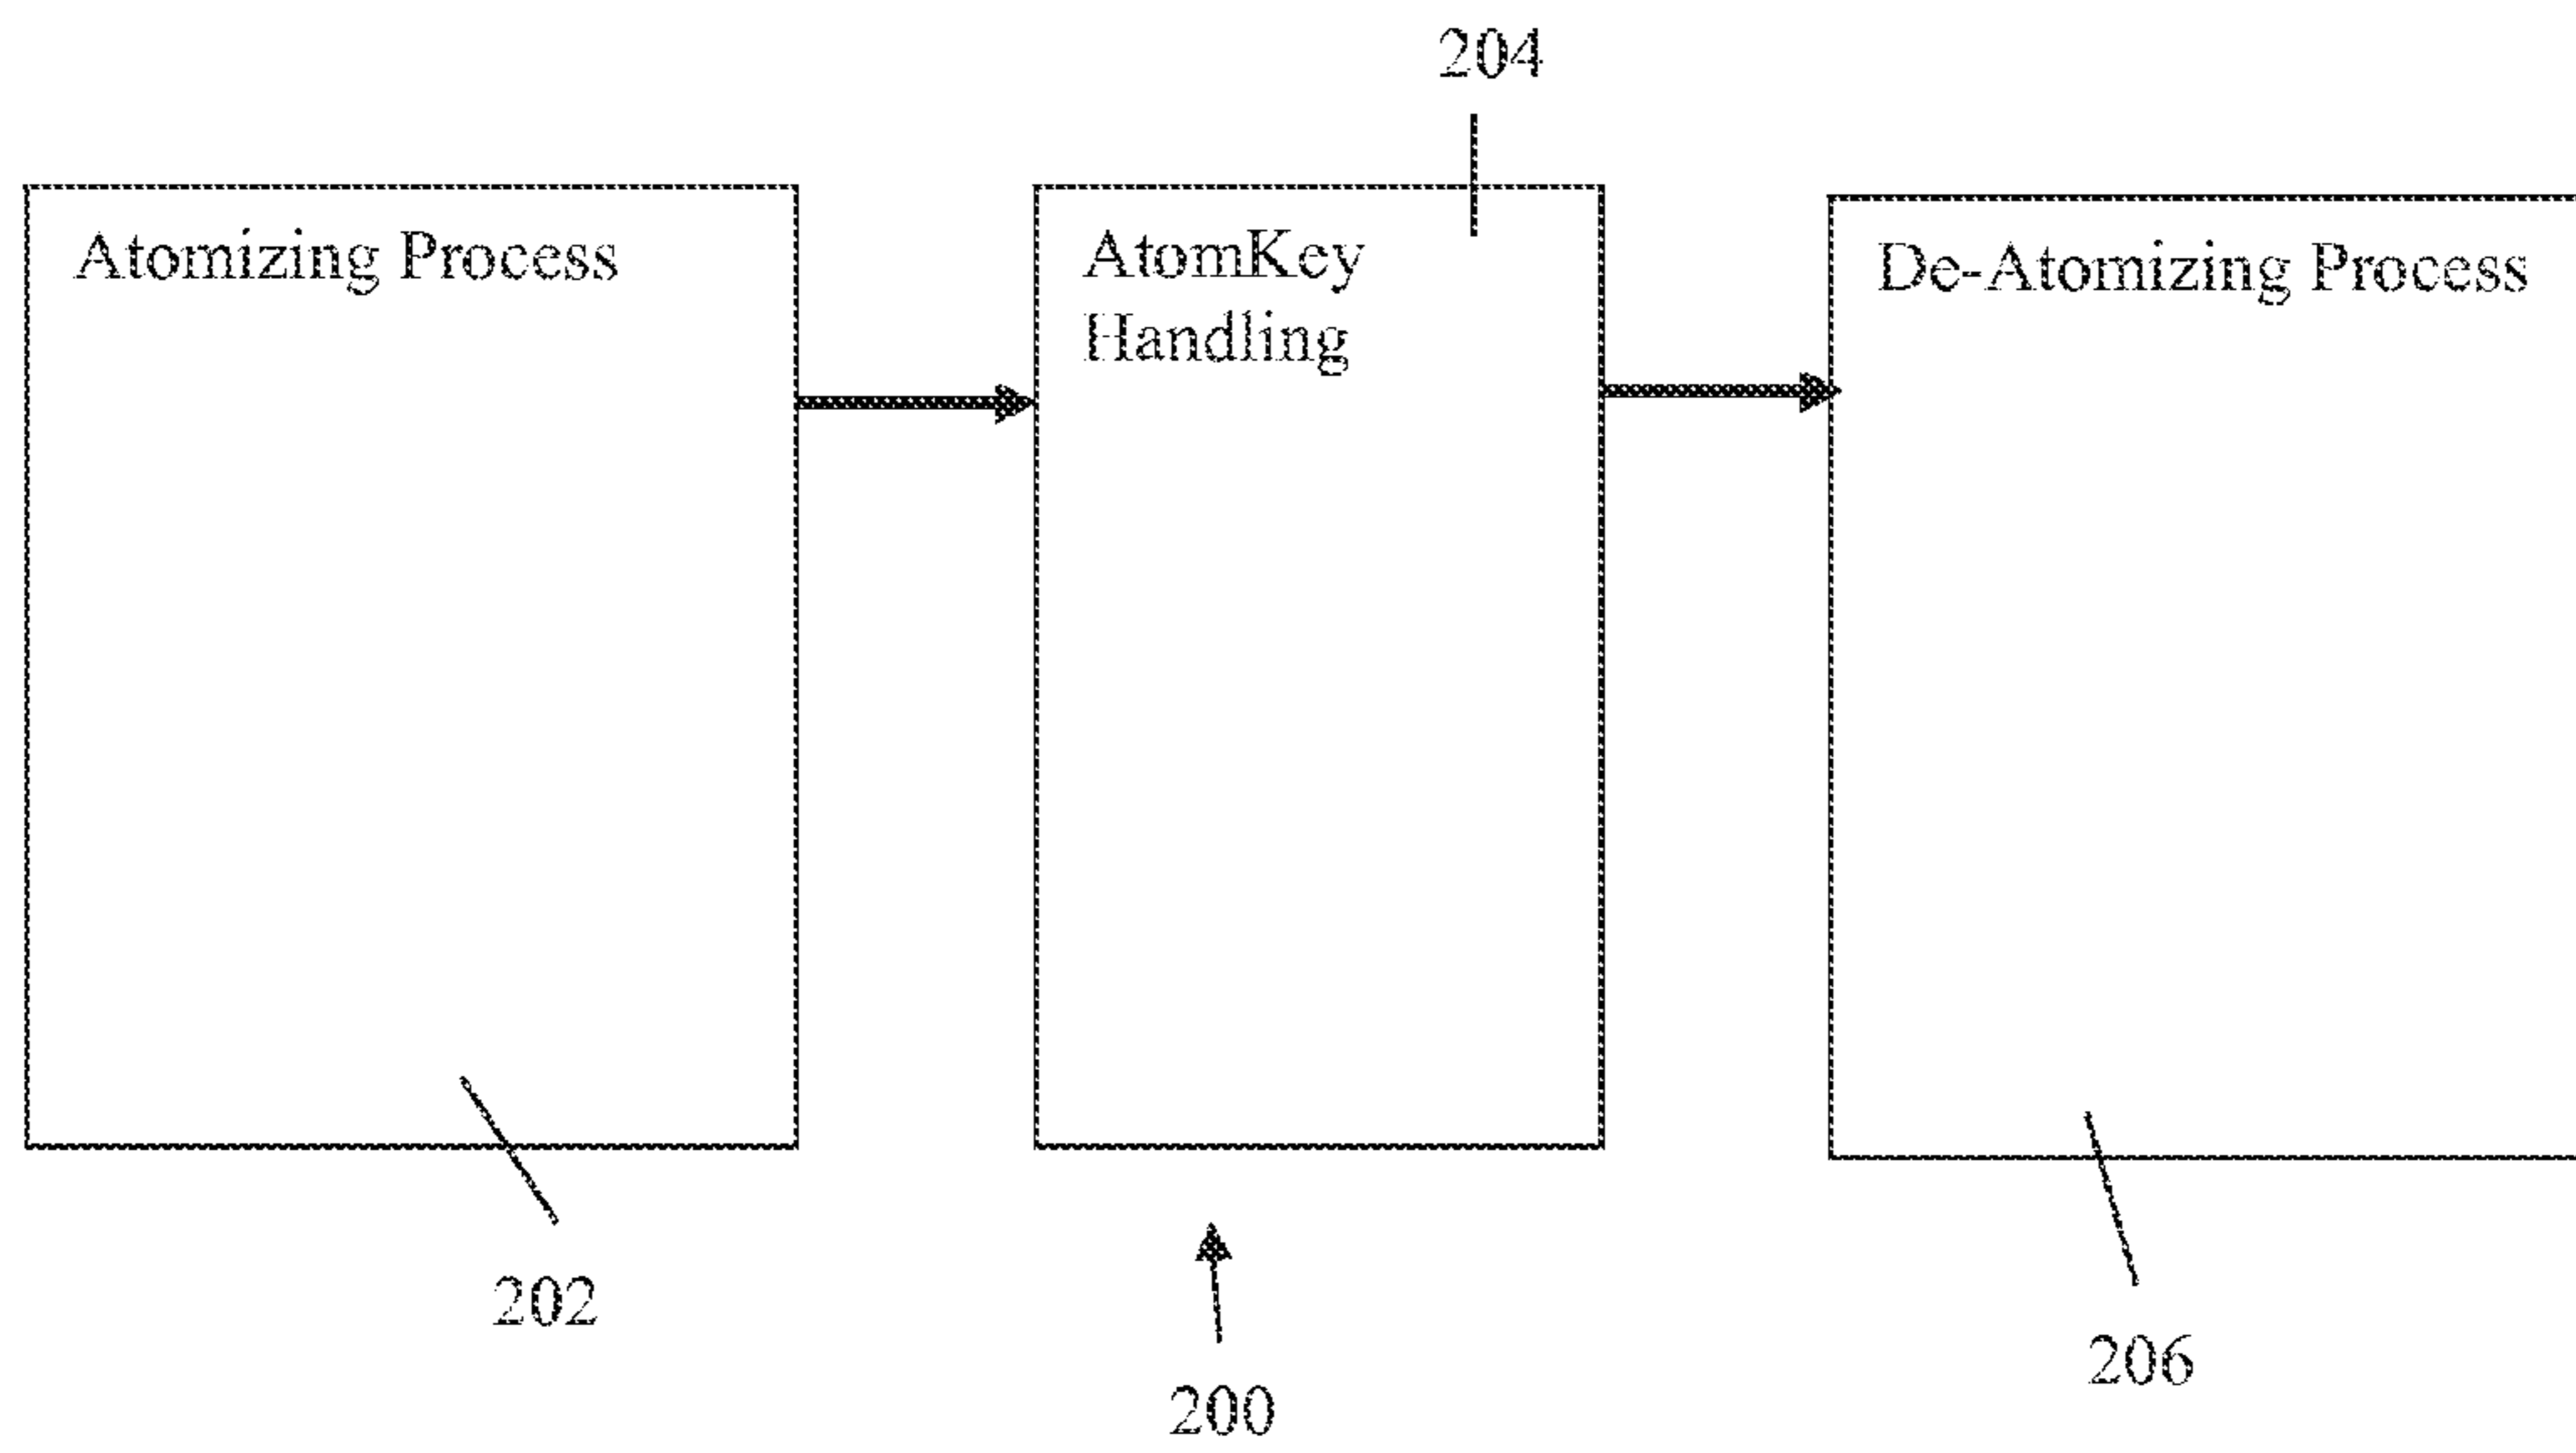 204
Atomizing Process
AtomKey
Handling
De-Atomizing Process
202
200
206